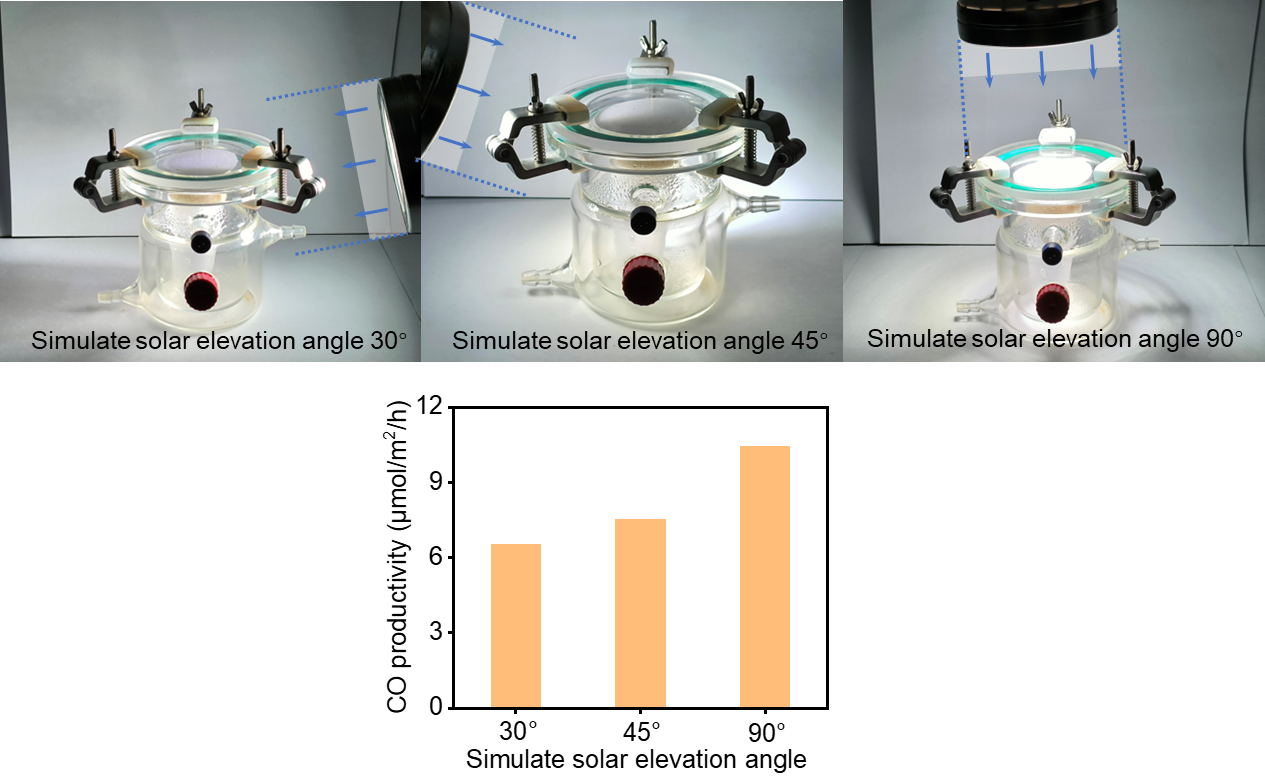 Simulate solar elevation angle 30°
Simulate solar elevation angle 45°
Simulate solar elevation angle 90°
CO productivity (μmol/m²/h)
12
9
6
3
0
30°
45°
90°
Simulate solar elevation angle